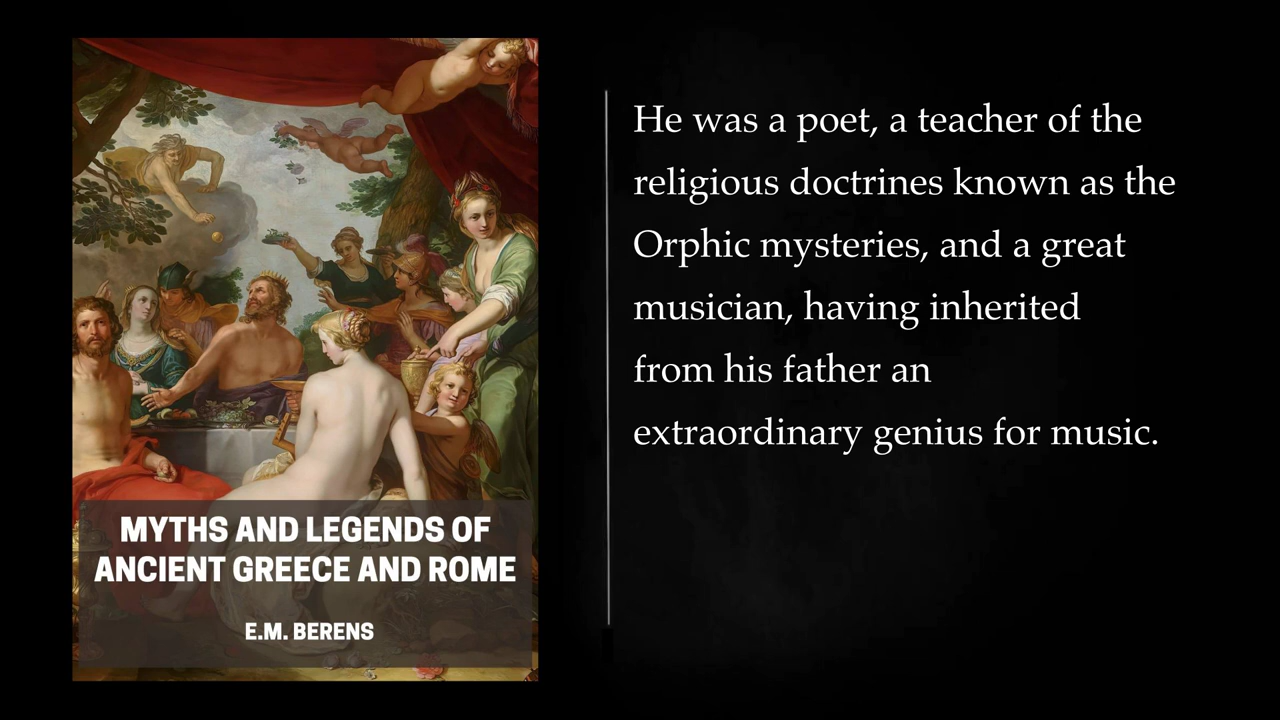 MYTHS AND LEGENDS OF
ANCIENT GREECE AND ROME
E.M. BERENS
He was a poet, a teacher of the
religious doctrines known as the
Orphic mysteries, and a great
musician, having inherited
from his father an
extraordinary genius for music.